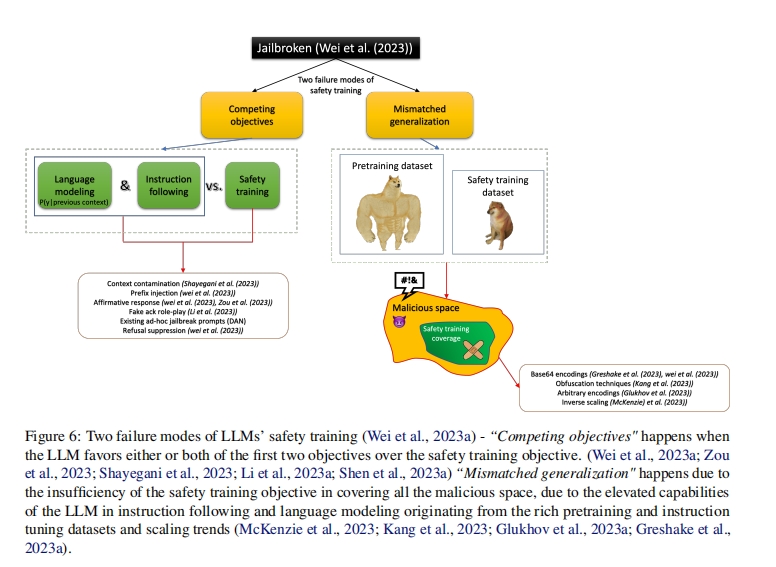 Jailbroken (Wei et al. (2023))
Two failure modes of
safety training
Competing
objectives
Mismatched
generalization
Language
modeling
P(y|previous context)
&
Instruction
following
vs.
Safety
training
Pretraining dataset
Safety training
dataset
Context contamination (Shayegani et al. (2023))
Prefix injection (wei et al. (2023))
Affirmative response (wei et al. (2023), Zou et al. (2023))
Fake ack role-play (Li et al. (2023))
Existing ad-hoc jailbreak prompts (DAN)
Refusal suppression (wei et al. (2023))
#!&
Malicious space
Safety training
coverage
Base64 encodings (Greshake et al. (2023), wei et al. (2023))
Obfuscation techniques (Kang et al. (2023))
Arbitrary encodings (Glukhov et al. (2023))
Inverse scaling (McKenzie) et al. (2023))
Figure 6: Two failure modes of LLMs' safety training (Wei et al., 2023a) - “Competing objectives" happens when
the LLM favors either or both of the first two objectives over the safety training objective. (Wei et al., 2023a; Zou
et al., 2023; Shayegani et al., 2023; Li et al., 2023a; Shen et al., 2023a) “Mismatched generalization" happens due to
the insufficiency of the safety training objective in covering all the malicious space, due to the elevated capabilities
of the LLM in instruction following and language modeling originating from the rich pretraining and instruction
tuning datasets and scaling trends (McKenzie et al., 2023; Kang et al., 2023; Glukhov et al., 2023a; Greshake et al.,
2023a).